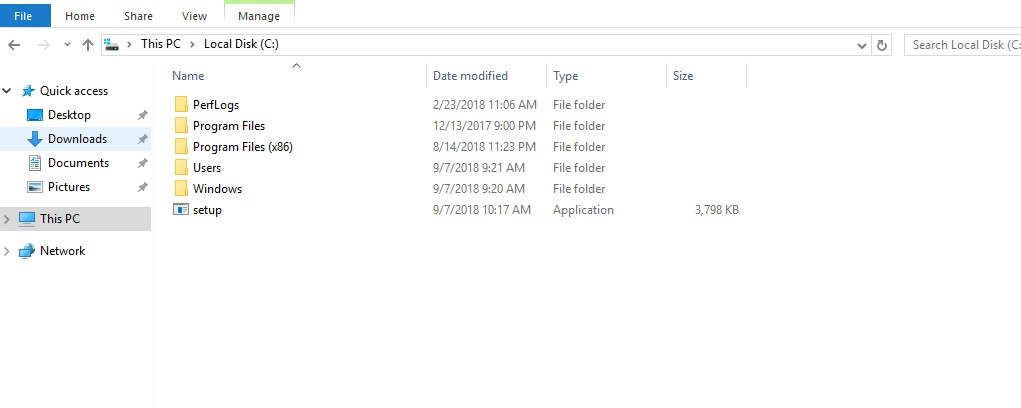 File Home Share View Manage
This PC Local Disk (C:) Search Local Disk (C:
Name Date modified Type Size
Quick access
Desktop
Downloads
Documents
Pictures
This PC
Network
PerfLogs 2/23/2018 11:06 AM File folder
Program Files 12/13/2017 9:00 PM File folder
Program Files (x86) 8/14/2018 11:23 PM File folder
Users 9/7/2018 9:21 AM File folder
Windows 9/7/2018 9:20 AM File folder
setup 9/7/2018 10:17 AM Application 3,798 KB